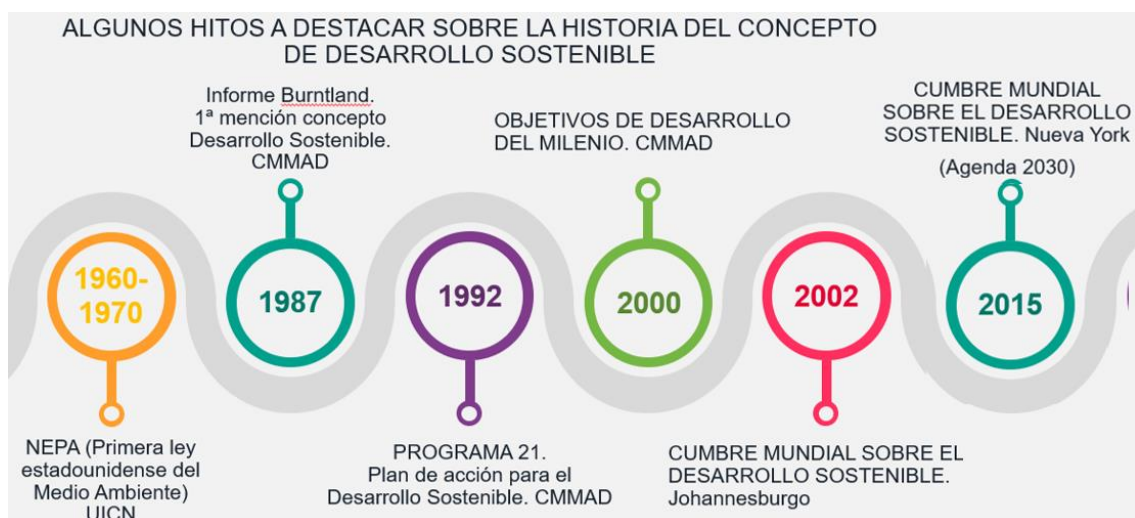 ALGUNOS HITOS A DESTACAR SOBRE LA HISTORIA DEL CONCEPTO
DE DESARROLLO SOSTENIBLE
1960-
1970
NEPA (Primera ley
estadounidense del
Medio Ambiente)
UICN
Informe Burntland.
1ª mención concepto
Desarrollo Sostenible.
CMMAD
1987
1992
PROGRAMA 21.
Plan de acción para el
Desarrollo Sostenible. CMMAD
OBJETIVOS DE DESARROLLO
DEL MILENIO. CMMAD
2000
2002
CUMBRE MUNDIAL SOBRE EL
DESARROLLO SOSTENIBLE.
Johannesburgo
CUMBRE MUNDIAL
SOBRE EL DESARROLLO
SOSTENIBLE. Nueva York
(Agenda 2030)
2015